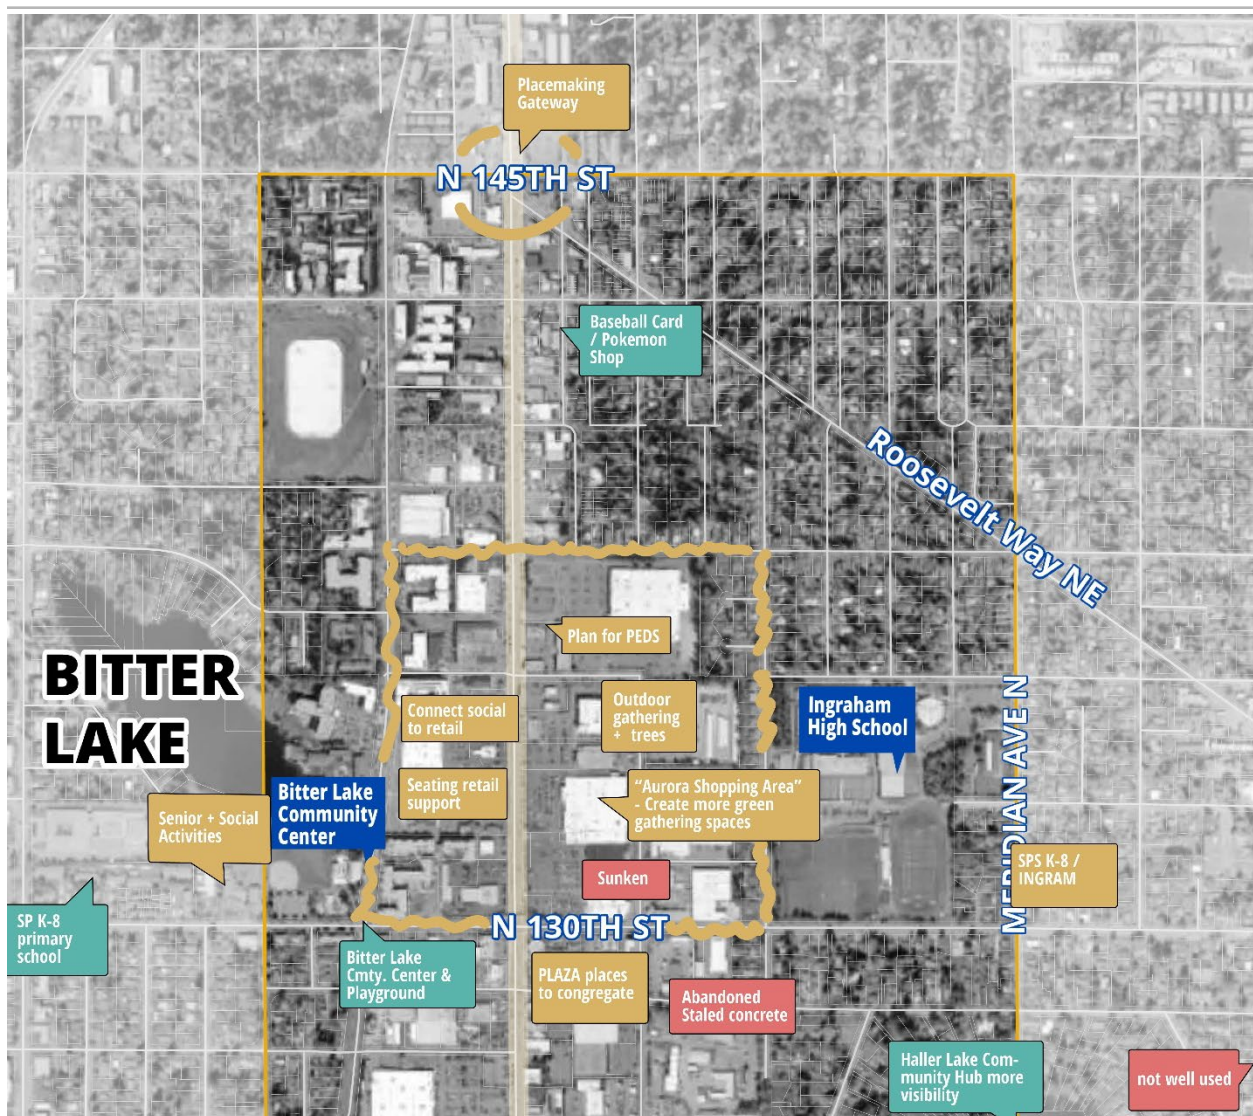 Placemaking
Gateway
N 145TH ST
Baseball Card
/ Pokemon
Shop
Roosevelt Way NE
Plan for PEDS
BITTER
LAKE
Connect social
to retail
Outdoor
gathering
+ trees
Ingraham
High School
MERIDIAN AVE N
Seating retail
support
“Aurora Shopping Area”
- Create more green
gathering spaces
Bitter Lake
Community
Center
Senior + Social
Activities
Sunken
SPS K-8 /
INGRAM
SP K-8
primary
school
N 130TH ST
Bitter Lake
Cmty. Center &
Playground
PLAZA places
to congregate
Abandoned
Staled concrete
Haller Lake Com-
munity Hub more
visibility
not well used